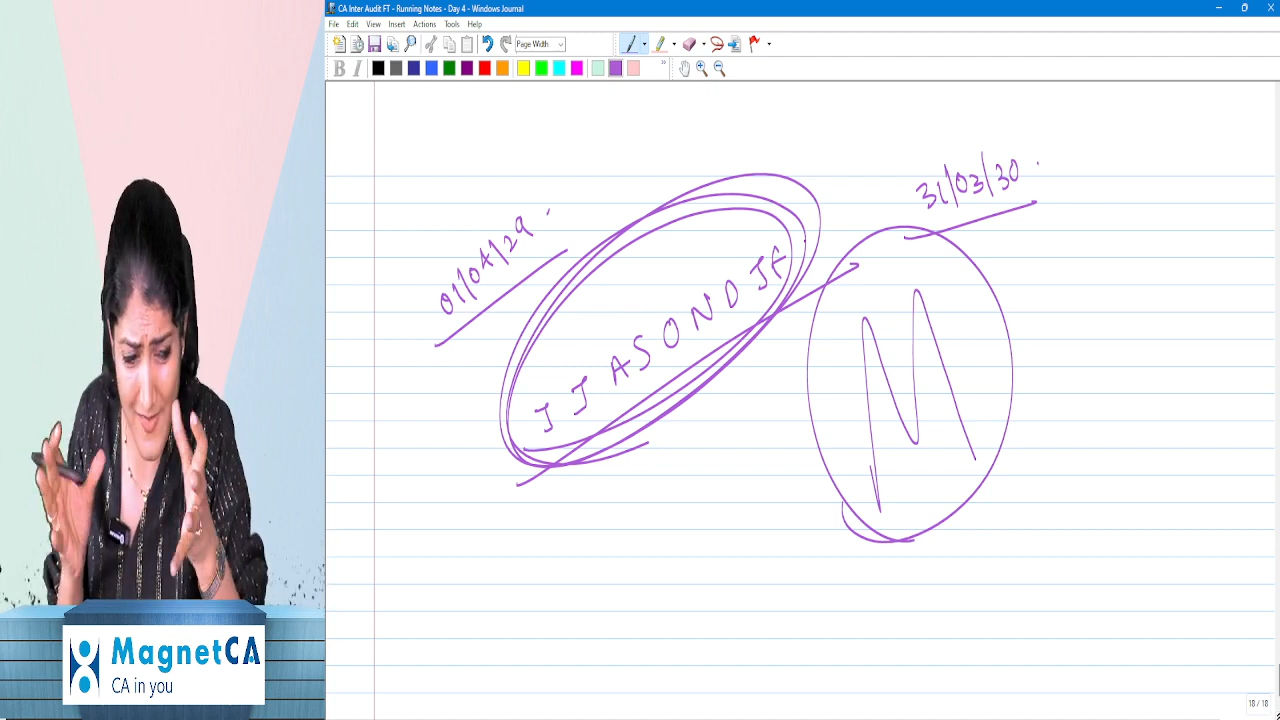 CA Inter Audit FT - Running Notes - Day 4 - Windows Journal
File Edit View Insert Actions Tools Help
Page Width
B I
31/03/30
01/04/29
J J A S O N D J F
M
MagnetCA
CA in you
18 / 18